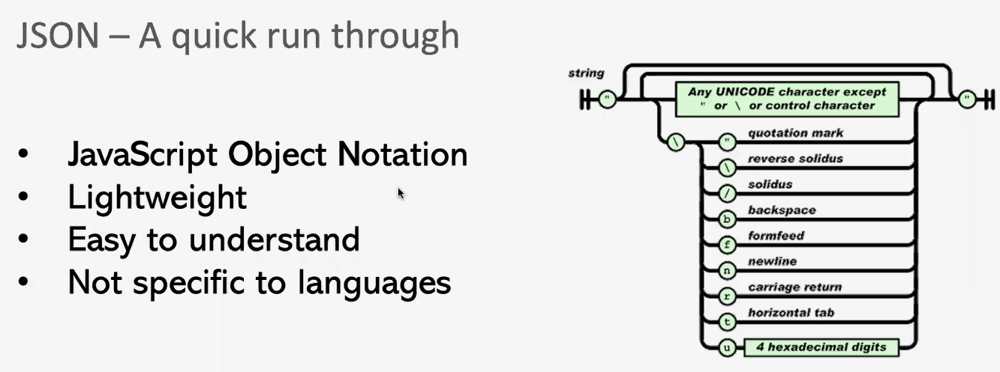 JSON – A quick run through
• JavaScript Object Notation
• Lightweight
• Easy to understand
• Not specific to languages
string
"
Any UNICODE character except
" or \ or control character
"
\
" quotation mark
\ reverse solidus
/ solidus
b backspace
f formfeed
n newline
r carriage return
t horizontal tab
u 4 hexadecimal digits